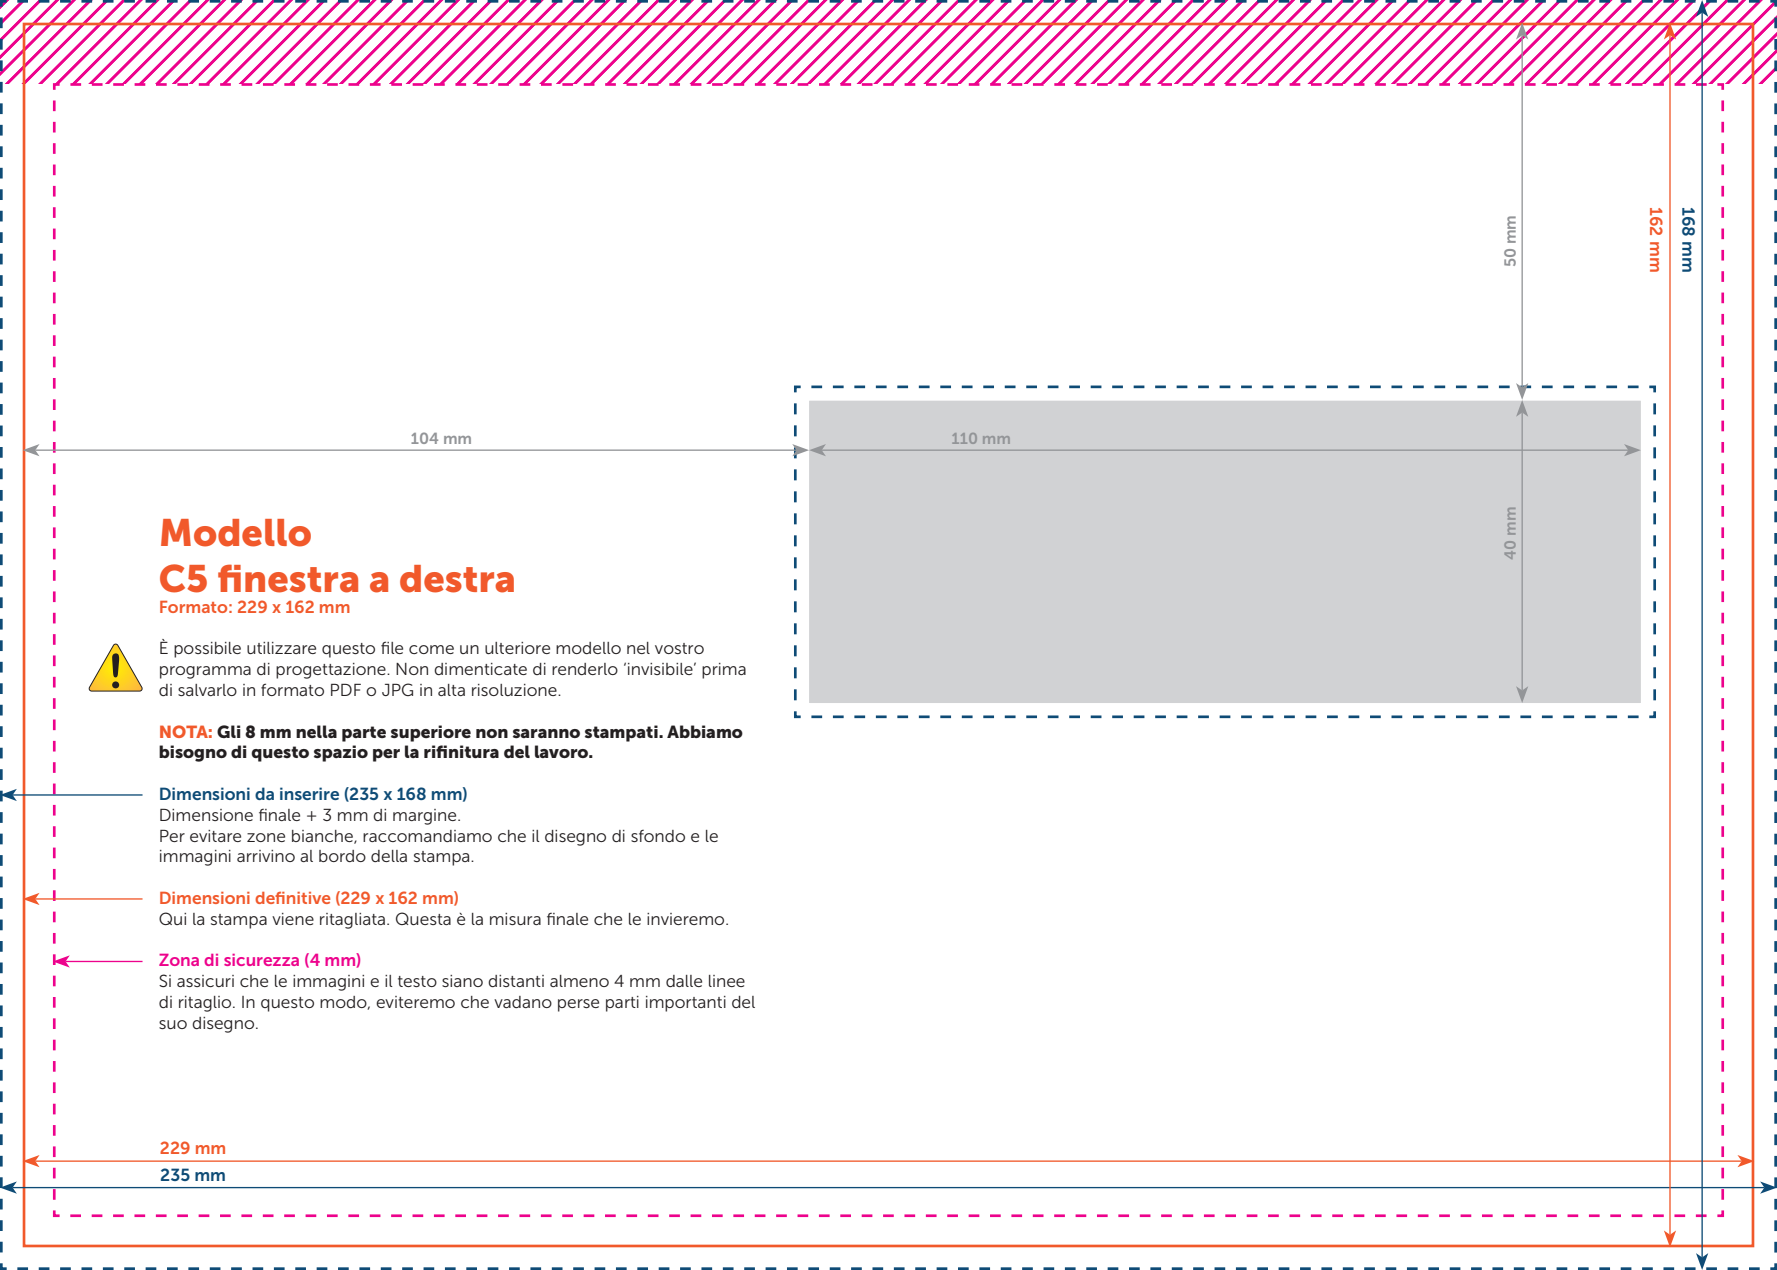 50 mm
162 mm
168 mm
104 mm
110 mm
40 mm
Modello
C5 finestra a destra
Formato: 229 x 162 mm
È possibile utilizzare questo file come un ulteriore modello nel vostro
programma di progettazione. Non dimenticate di renderlo ‘invisibile’ prima
di salvarlo in formato PDF o JPG in alta risoluzione.
NOTA: Gli 8 mm nella parte superiore non saranno stampati. Abbiamo
bisogno di questo spazio per la rifinitura del lavoro.
Dimensioni da inserire (235 x 168 mm)
Dimensione finale + 3 mm di margine.
Per evitare zone bianche, raccomandiamo che il disegno di sfondo e le
immagini arrivino al bordo della stampa.
Dimensioni definitive (229 x 162 mm)
Qui la stampa viene ritagliata. Questa è la misura finale che le invieremo.
Zona di sicurezza (4 mm)
Si assicuri che le immagini e il testo siano distanti almeno 4 mm dalle linee
di ritaglio. In questo modo, eviteremo che vadano perse parti importanti del
suo disegno.
229 mm
235 mm